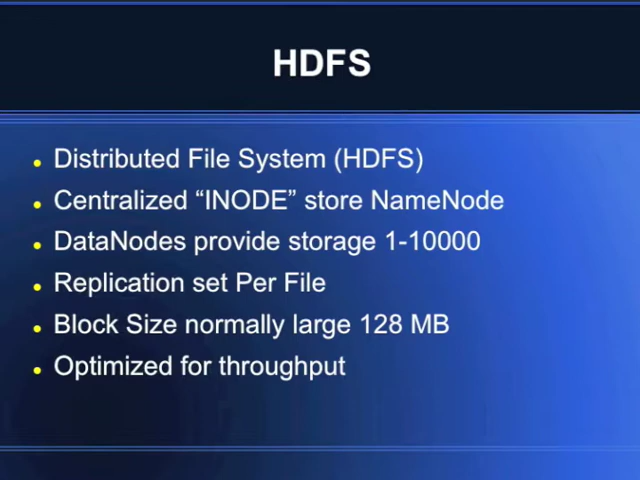 HDFS
Distributed File System (HDFS)
Centralized “INODE” store NameNode
DataNodes provide storage 1-10000
Replication set Per File
Block Size normally large 128 MB
Optimized for throughput